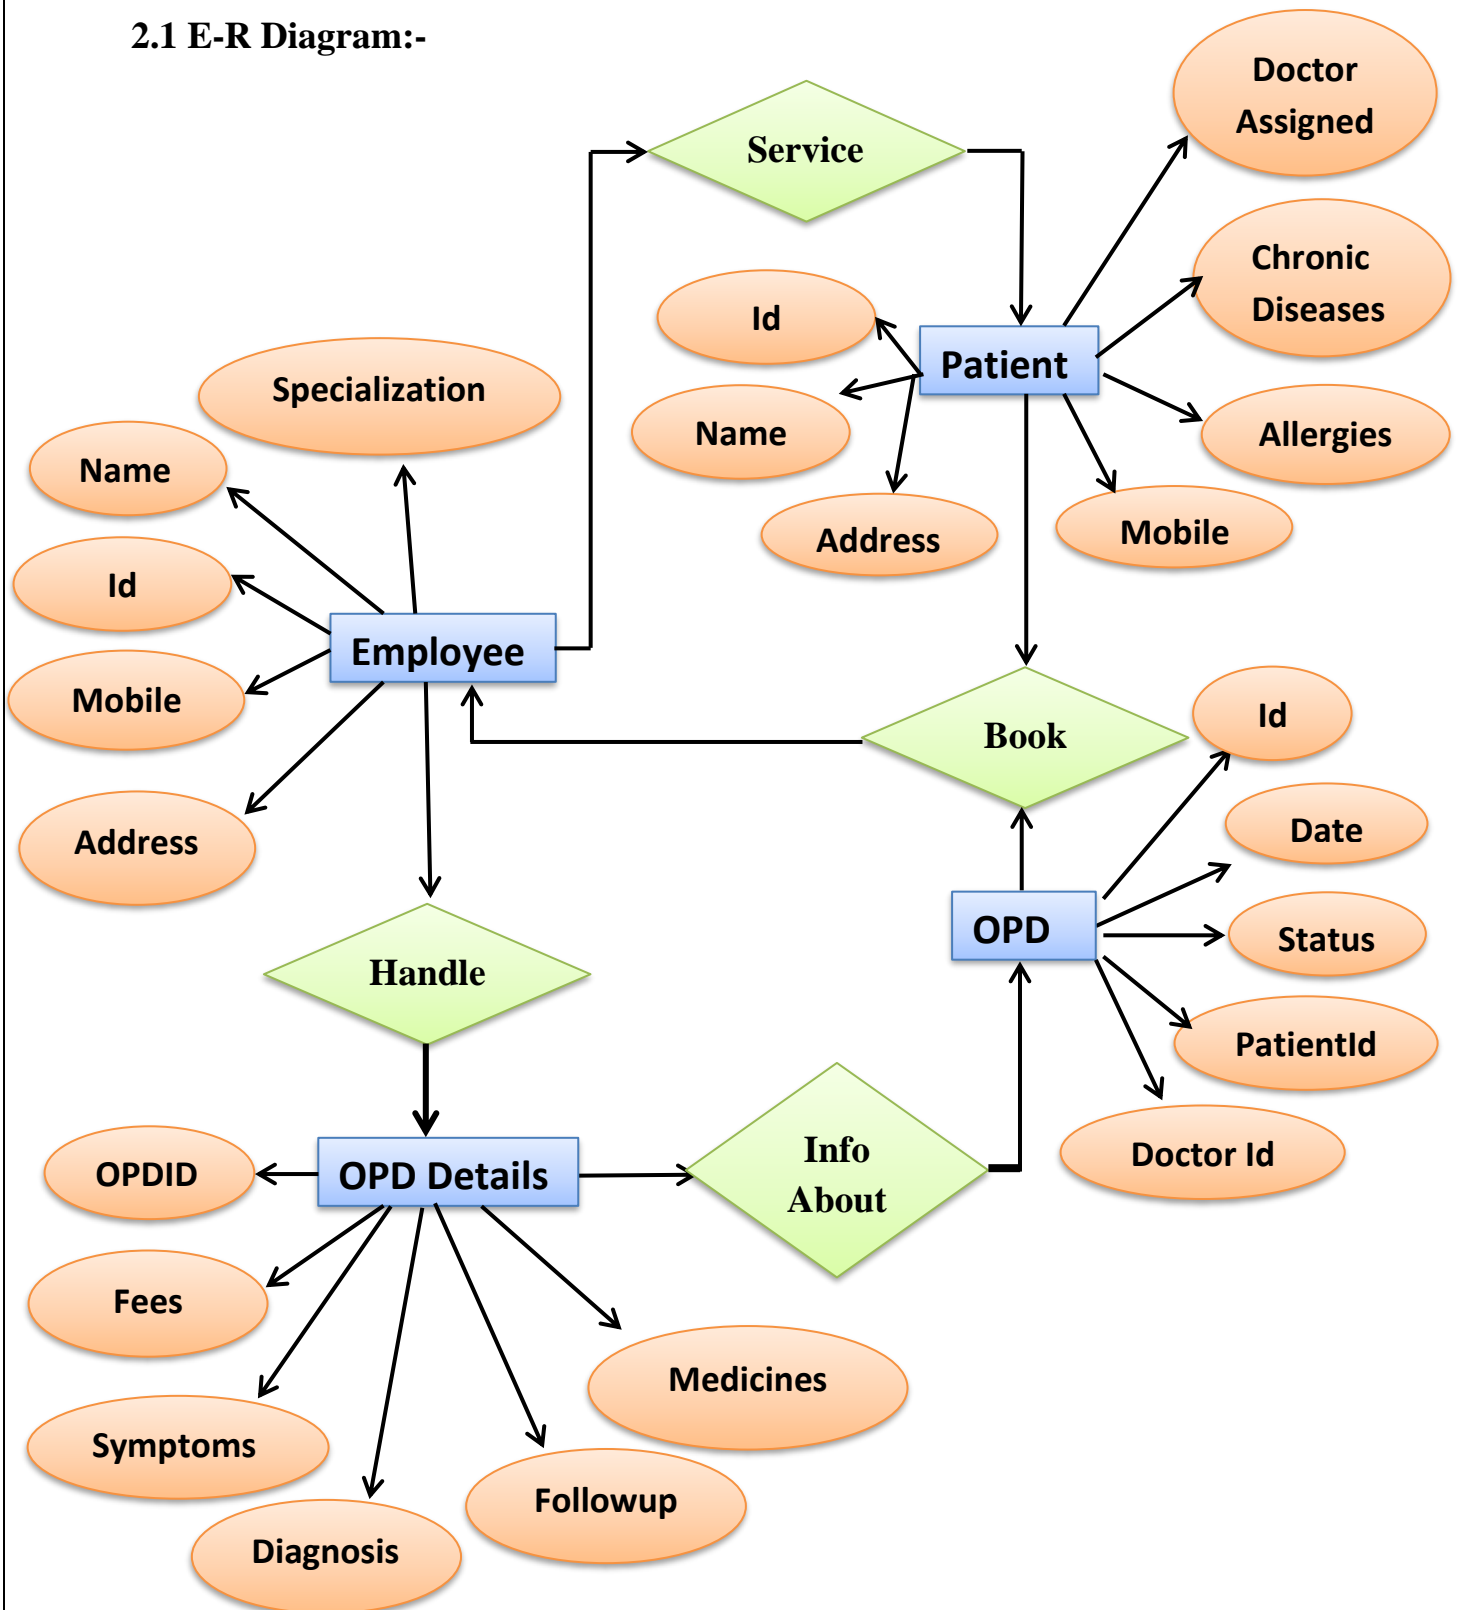 2.1 E-R Diagram:-
Doctor
Assigned
Service
Chronic
Diseases
Id
Patient
Specialization
Name
Allergies
Name
Address
Mobile
Id
Employee
Mobile
Id
Book
Date
Address
OPD
Status
Handle
PatientId
Info
About
Doctor Id
OPDID
OPD Details
Fees
Medicines
Symptoms
Followup
Diagnosis